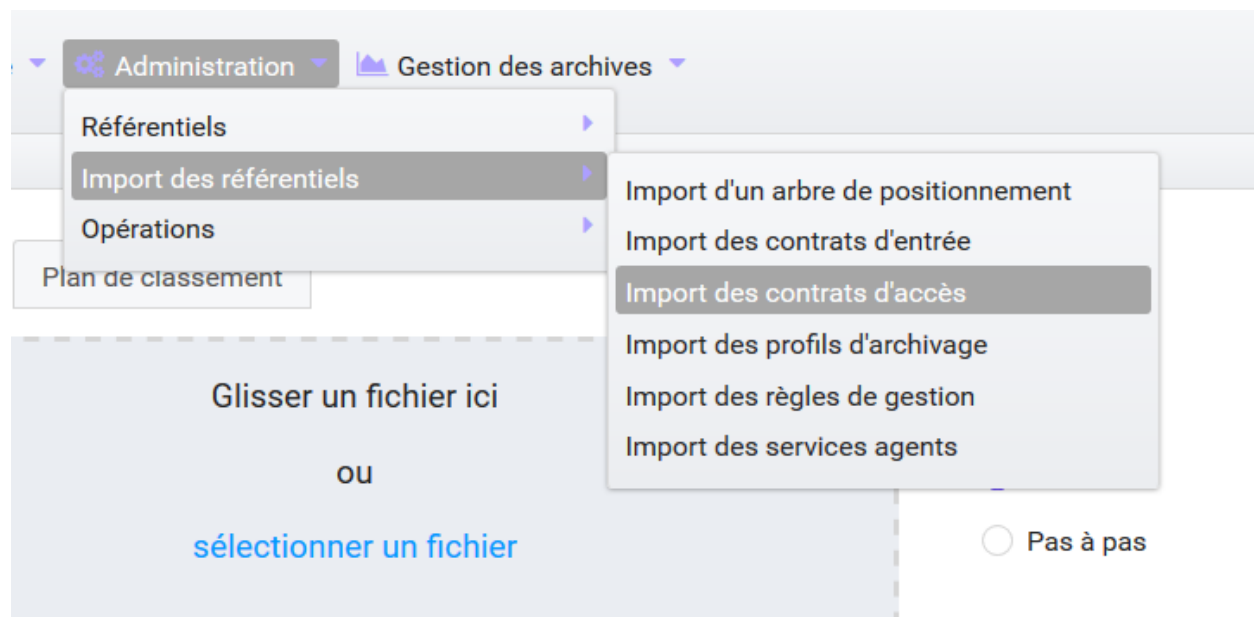 Administration
Gestion des archives
Référentiels
Import des référentiels
Opérations
Import d'un arbre de positionnement
Import des contrats d'entrée
Import des contrats d'accès
Import des profils d'archivage
Import des règles de gestion
Import des services agents
Plan de classement
Glisser un fichier ici
ou
sélectionner un fichier
Pas à pas